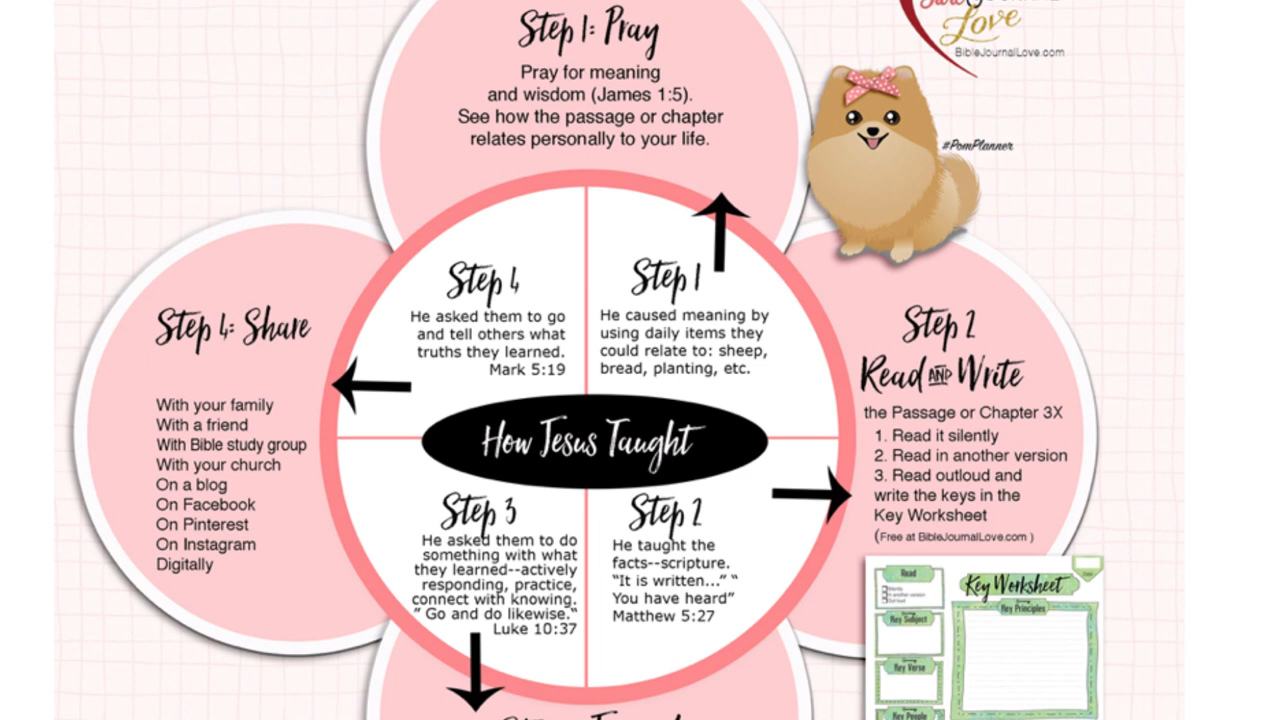 Step 1: Pray
Pray for meaning
and wisdom (James 1:5).
See how the passage or chapter
relates personally to your life.
Love
BibleJournalLove.com
#PomPlanner
Step 4
He asked them to go
and tell others what
truths they learned.
Mark 5:19
Step 1
He caused meaning by
using daily items they
could relate to: sheep,
bread, planting, etc.
Step 4: Share
With your family
With a friend
With Bible study group
With your church
On a blog
On Facebook
On Pinterest
On Instagram
Digitally
How Jesus Taught
Step 2
Read AND Write
the Passage or Chapter 3X
1. Read it silently
2. Read in another version
3. Read outloud and
write the keys in the
Key Worksheet
(Free at BibleJournalLove.com )
Step 3
He asked them to do
something with what
they learned--actively
responding, practice,
connect with knowing.
" Go and do likewise."
Luke 10:37
Step 2
He taught the
facts--scripture.
"It is written..." "
You have heard"
Matthew 5:27
Read
Silently
In another version
Out loud
Key Worksheet
Key Principles
Key Subject
Key Verse
Key People